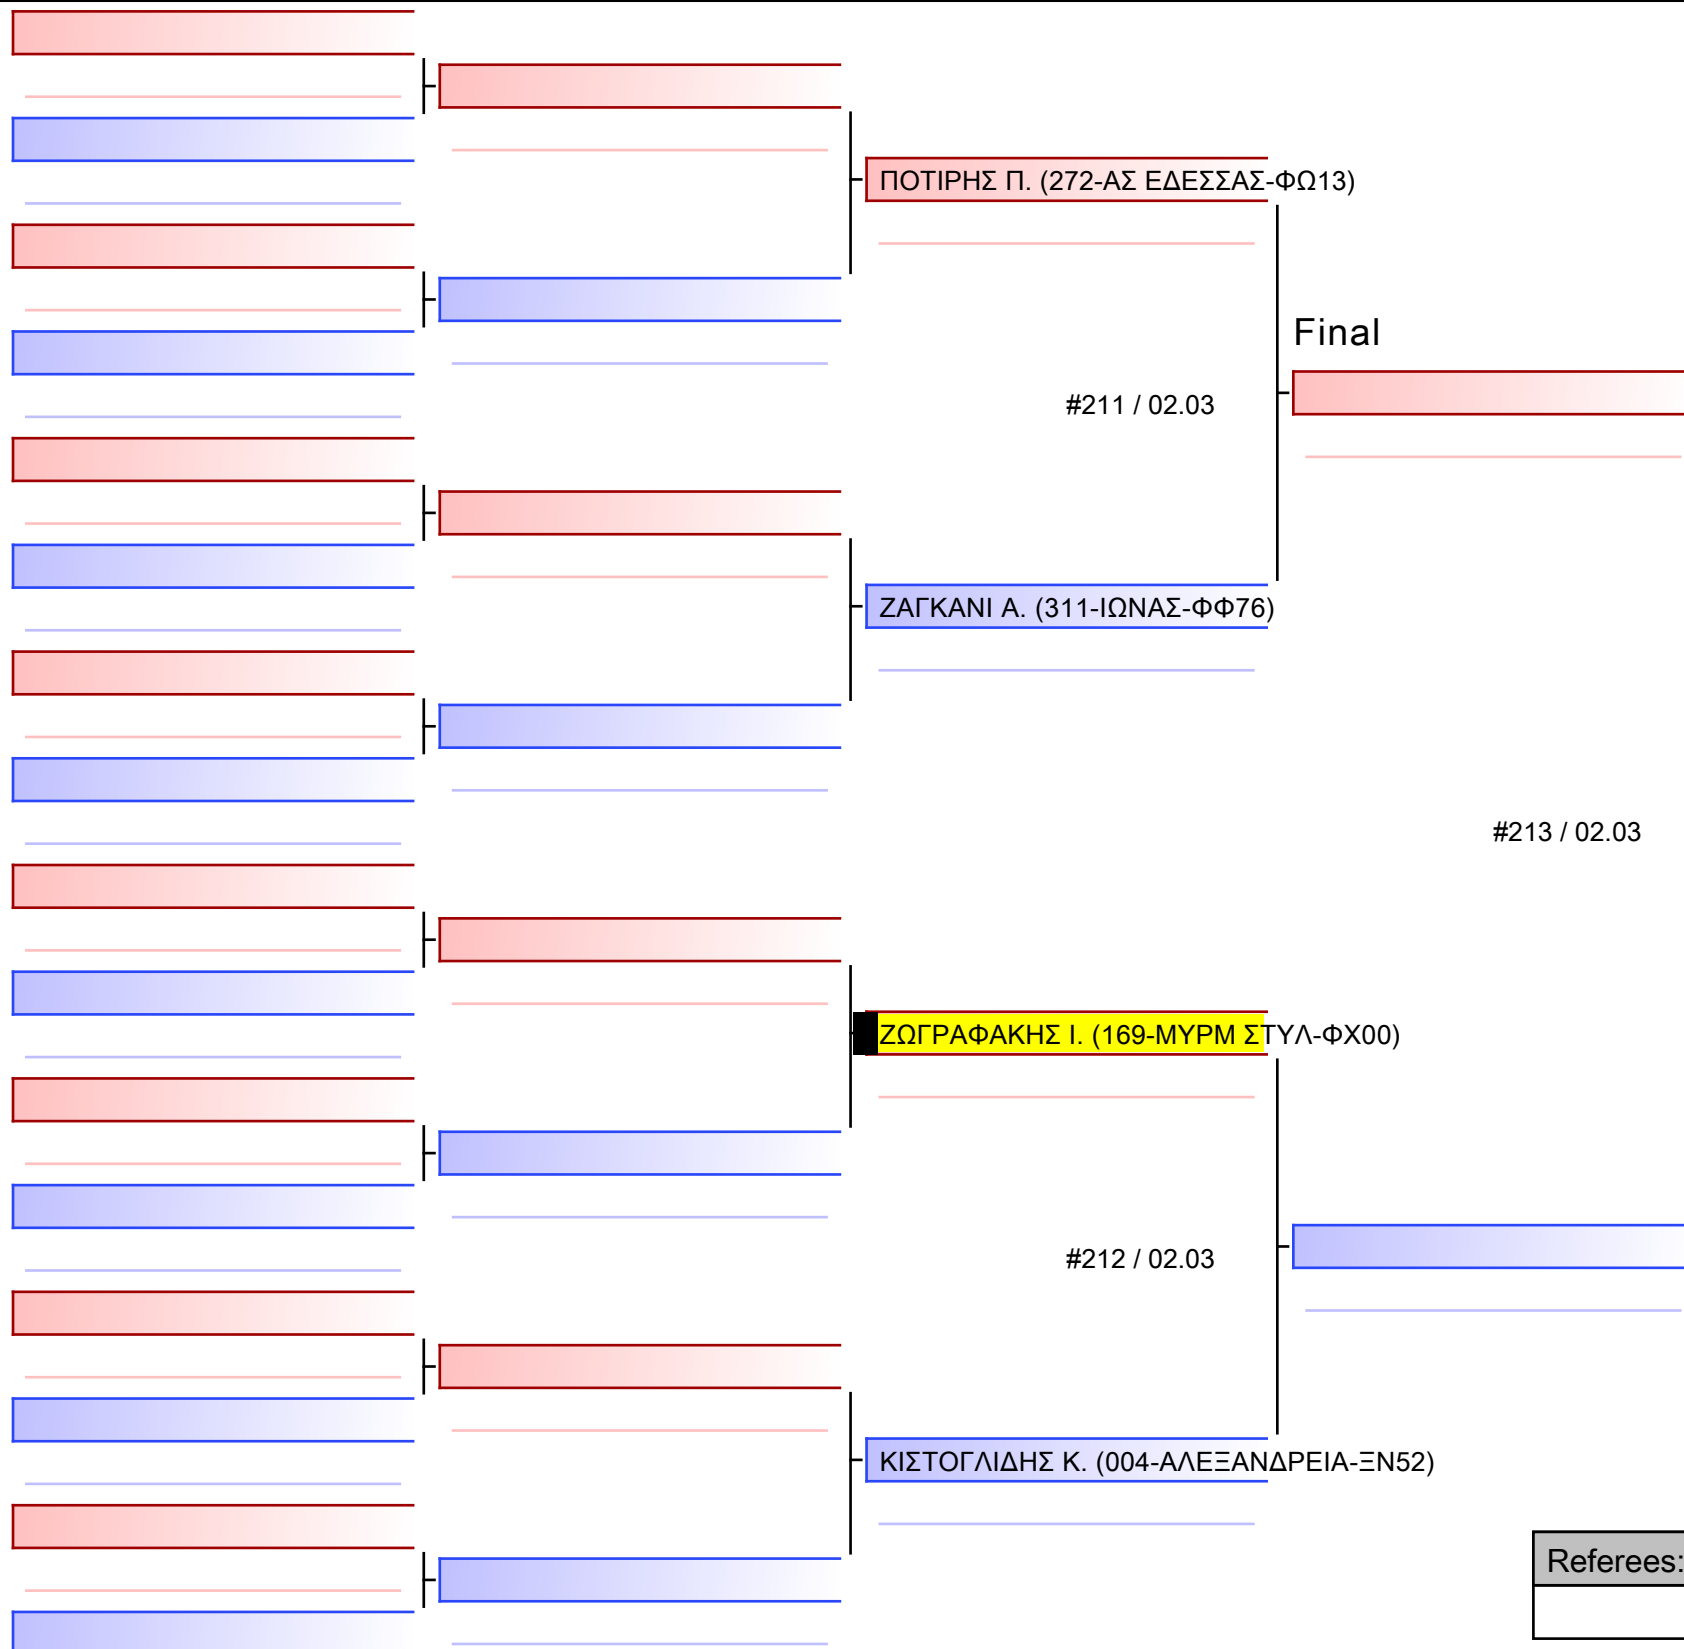 ΠΟΤΙΡΗΣ Π. (272-ΑΣ ΕΔΕΣΣΑΣ-ΦΩ13)
Final
#211 / 02.03
ΖΑΓΚΑΝΙ Α. (311-ΙΩΝΑΣ-ΦΦ76)
#213 / 02.03
ΖΩΓΡΑΦΑΚΗΣ Ι. (169-ΜΥΡΜ ΣΤΥΛ-ΦΧ00)
#212 / 02.03
ΚΙΣΤΟΓΛΙΔΗΣ Κ. (004-ΑΛΕΞΑΝΔΡΕΙΑ-ΞΝ52)
Referees: